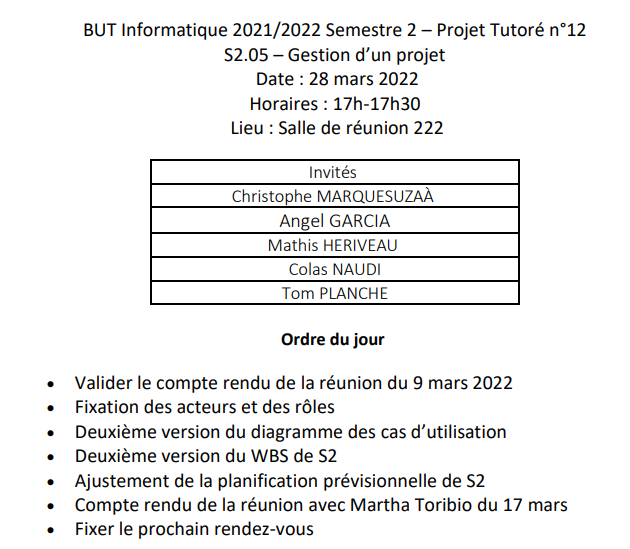 BUT Informatique 2021/2022 Semestre 2 – Projet Tutoré n°12
S2.05 – Gestion d’un projet
Date : 28 mars 2022
Horaires : 17h-17h30
Lieu : Salle de réunion 222
Invités
Christophe MARQUESUZAÀ
Angel GARCIA
Mathis HERIVEAU
Colas NAUDI
Tom PLANCHE
Ordre du jour
• Valider le compte rendu de la réunion du 9 mars 2022
• Fixation des acteurs et des rôles
• Deuxième version du diagramme des cas d’utilisation
• Deuxième version du WBS de S2
• Ajustement de la planification prévisionnelle de S2
• Compte rendu de la réunion avec Martha Toribio du 17 mars
• Fixer le prochain rendez-vous